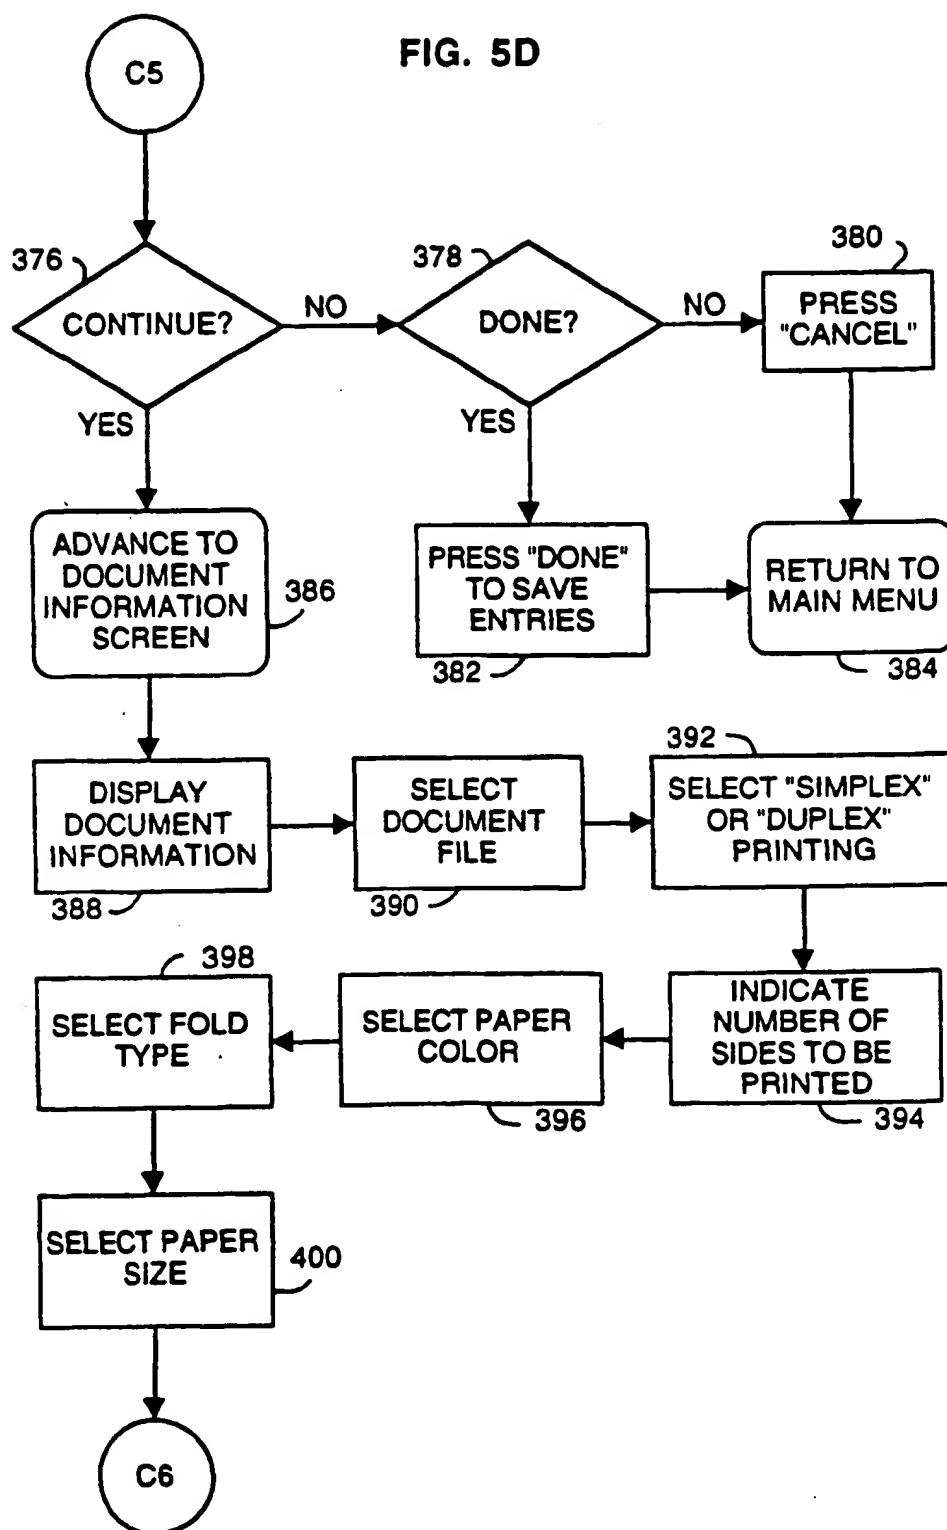 FIG. 5D
C5
376
CONTINUE?
NO
378
DONE?
NO
380
PRESS
"CANCEL"
YES
YES
ADVANCE TO
DOCUMENT
INFORMATION
SCREEN
386
PRESS "DONE"
TO SAVE
ENTRIES
382
RETURN TO
MAIN MENU
384
DISPLAY
DOCUMENT
INFORMATION
388
SELECT
DOCUMENT
FILE
390
392
SELECT "SIMPLEX"
OR "DUPLEX"
PRINTING
398
SELECT FOLD
TYPE
SELECT PAPER
COLOR
396
INDICATE
NUMBER OF
SIDES TO BE
PRINTED
394
SELECT PAPER
SIZE
400
C6